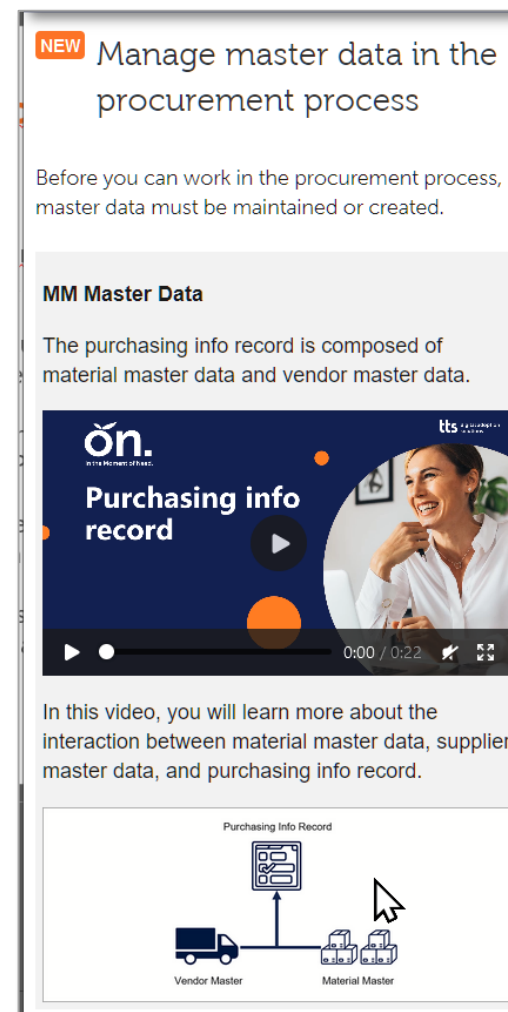 NEW
Manage master data in the
procurement process
Before you can work in the procurement process,
master data must be maintained or created.
MM Master Data
The purchasing info record is composed of
material master data and vendor master data.
ŏn.
In the Moment of Need.
tts
Purchasing info
record
0:00 / 0:22
In this video, you will learn more about the
interaction between material master data, supplier
master data, and purchasing info record.
Purchasing Info Record
Vendor Master
Material Master